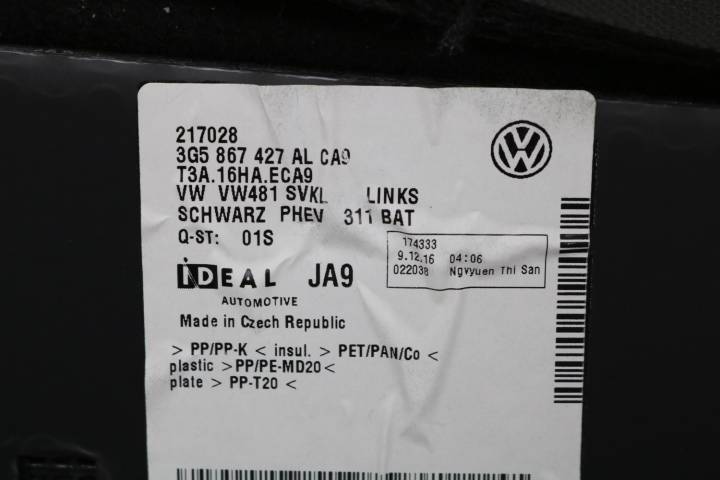 217028
3G5 867 427 AL CA9
T3A.16HA.ECA9
VW VW481 SVKL LINKS
SCHWARZ PHEV 311 BAT
Q-ST: 01S
174333
9.12.16 04:06
022038 Ngvyuen Thi San
iDEAL JA9
AUTOMOTIVE
Made in Czech Republic
> PP/PP-K < insul. > PET/PAN/Co <
plastic >PP/PE-MD20<
plate > PP-T20 <